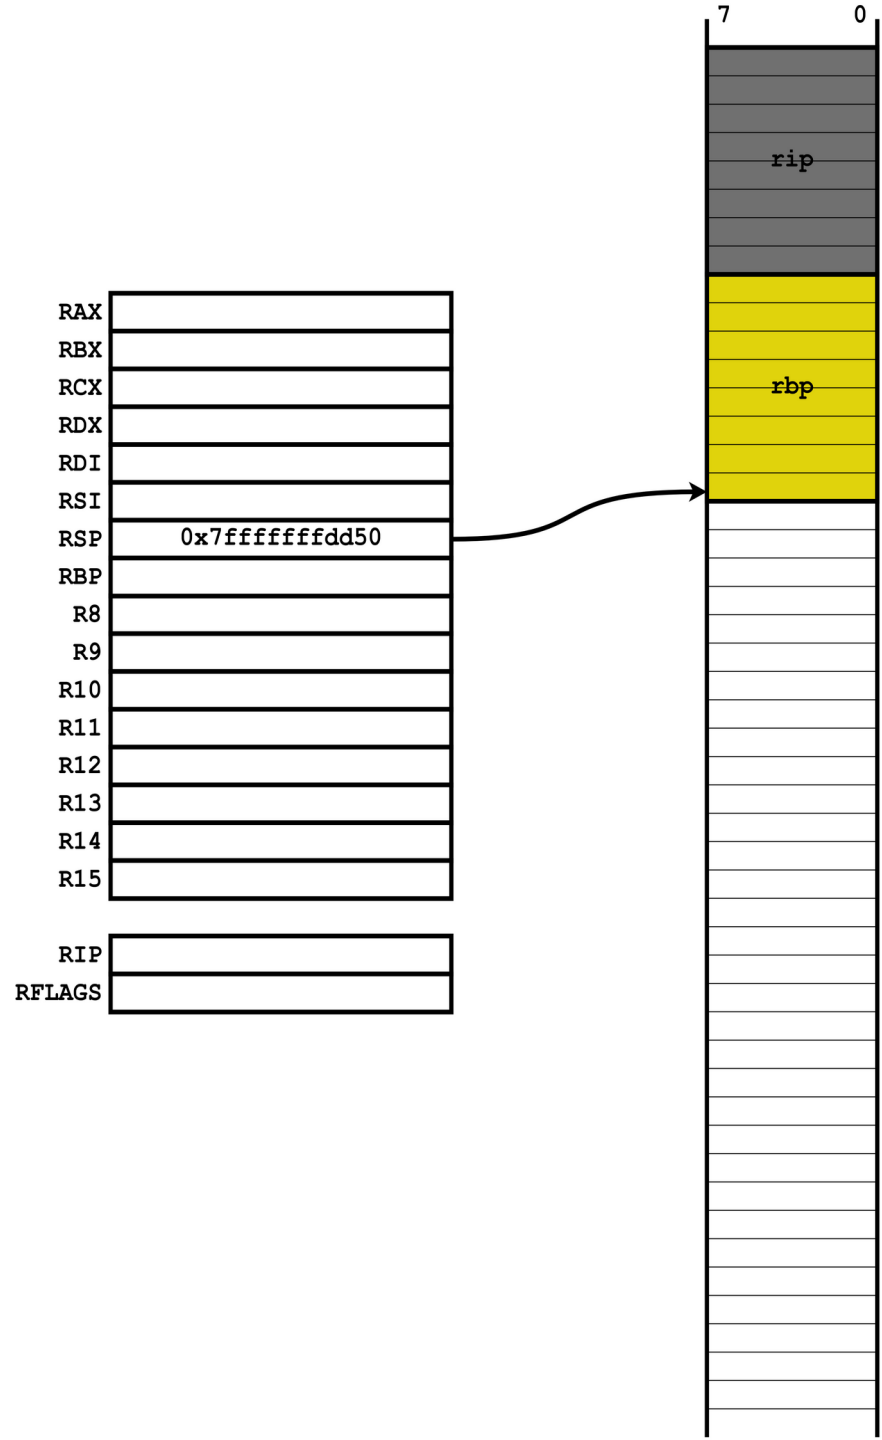 7 0
rip
RAX
RBX
rbp
RCX
RDX
RDI
RSI
RSP 0x7fffffffdd50
RBP
R8
R9
R10
R11
R12
R13
R14
R15
RIP
RFLAGS